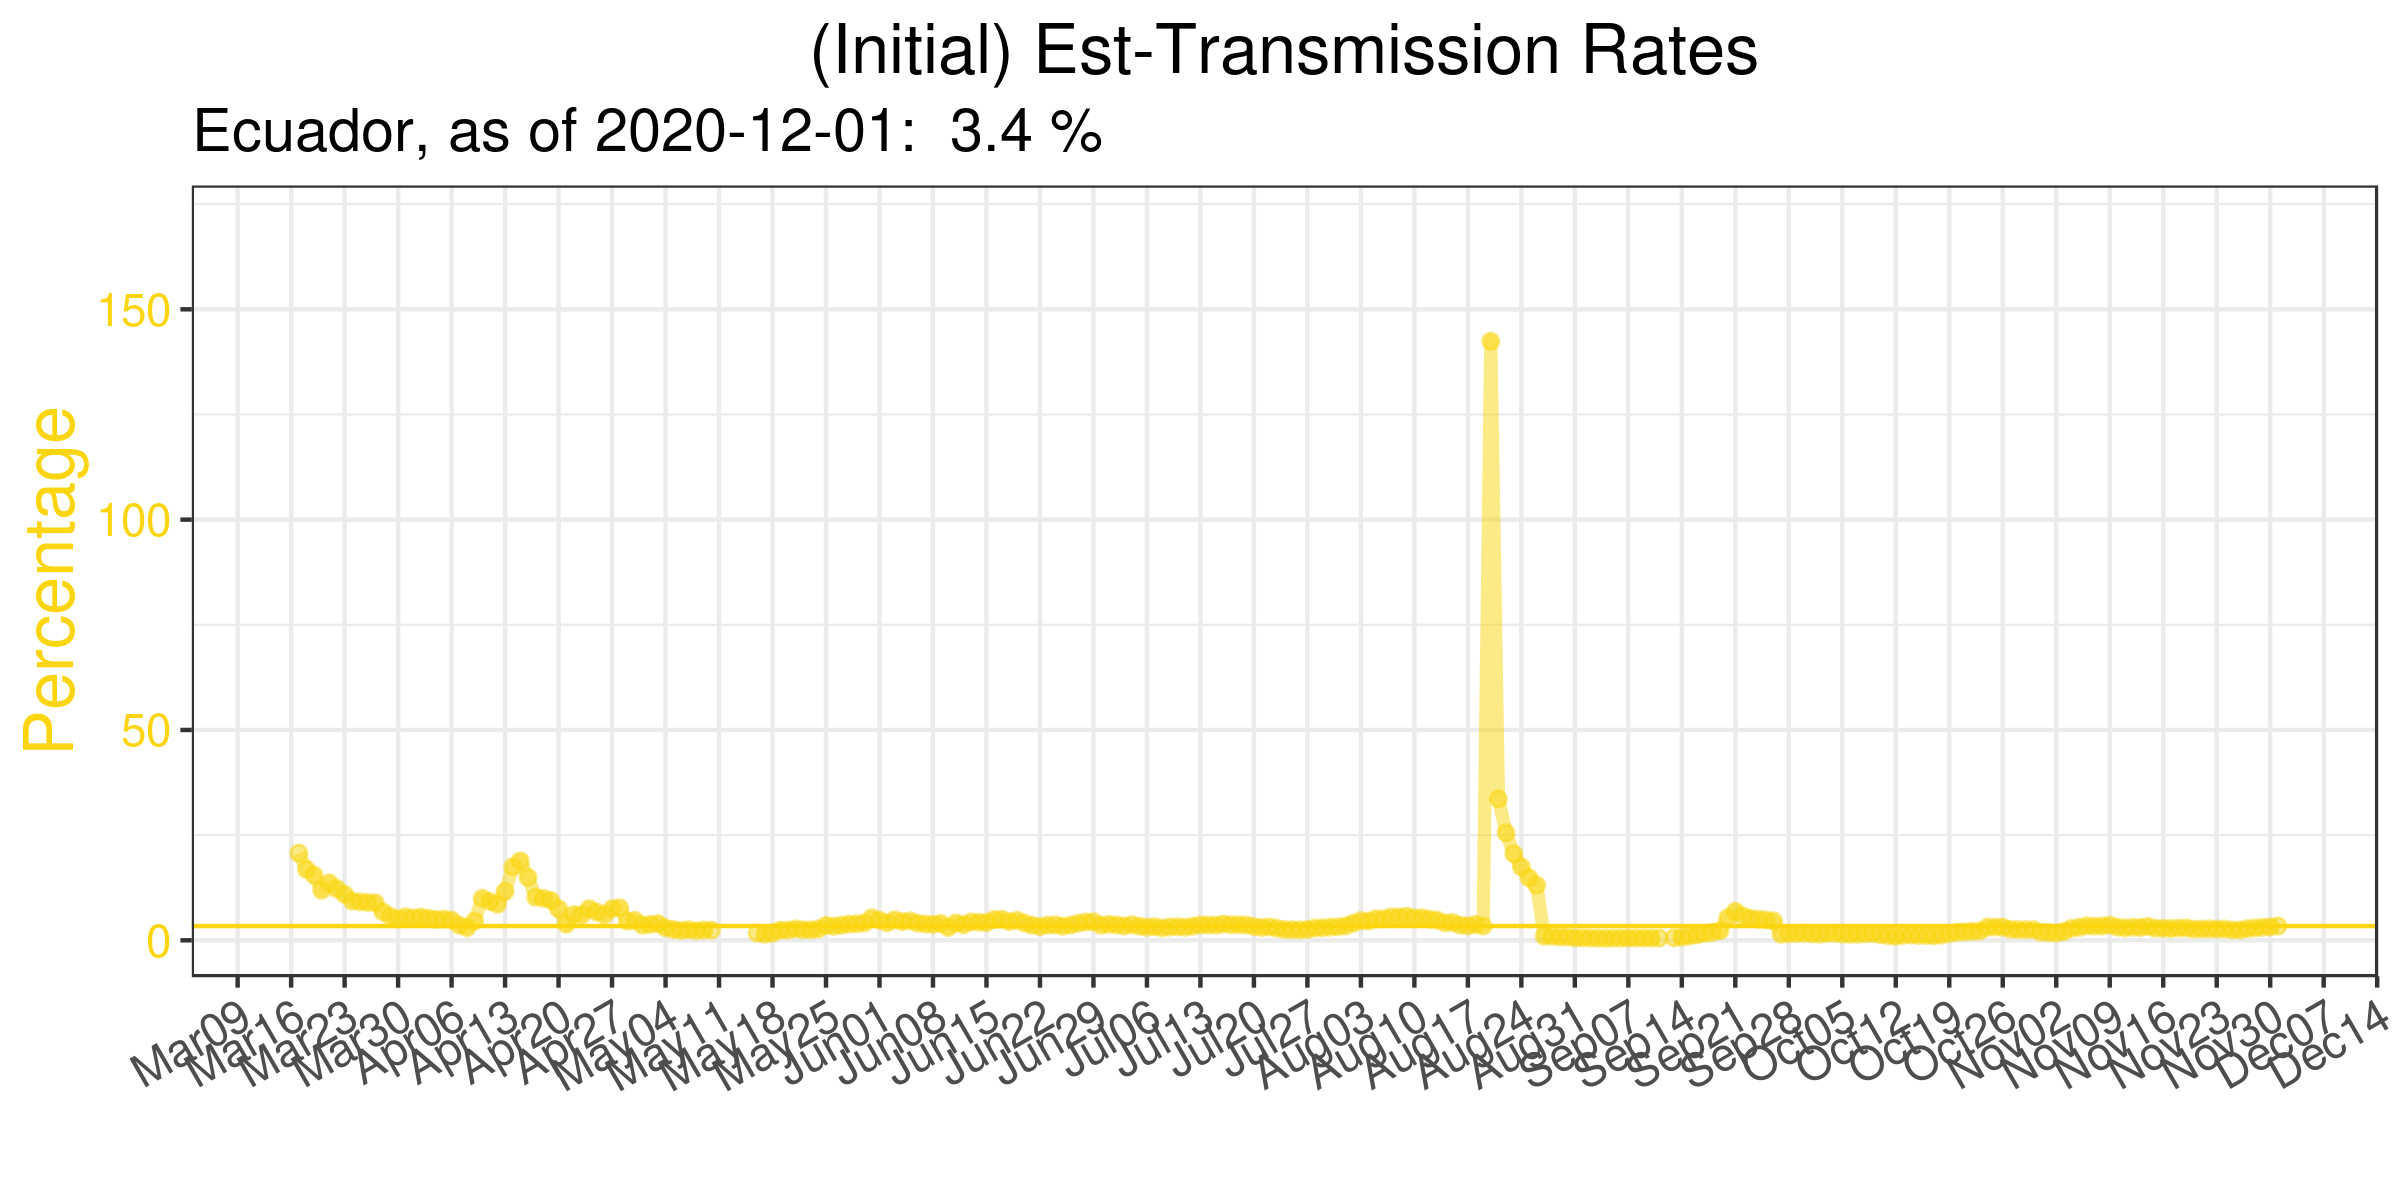 (Initial) Est-Transmission Rates
Ecuador, as of 2020-12-01:  3.4 %
Percentage
150
100
50
0
Mar09 Mar16 Mar23 Mar30 Apr06 Apr13 Apr20 Apr27 May04 May11 May18 May25 Jun01 Jun08 Jun15 Jun22 Jun29 Jul06 Jul13 Jul20 Jul27 Aug03 Aug10 Aug17 Aug24 Aug31 Sep07 Sep14 Sep21 Sep28 Oct05 Oct12 Oct19 Oct26 Nov02 Nov09 Nov16 Nov23 Nov30 Dec07 Dec14